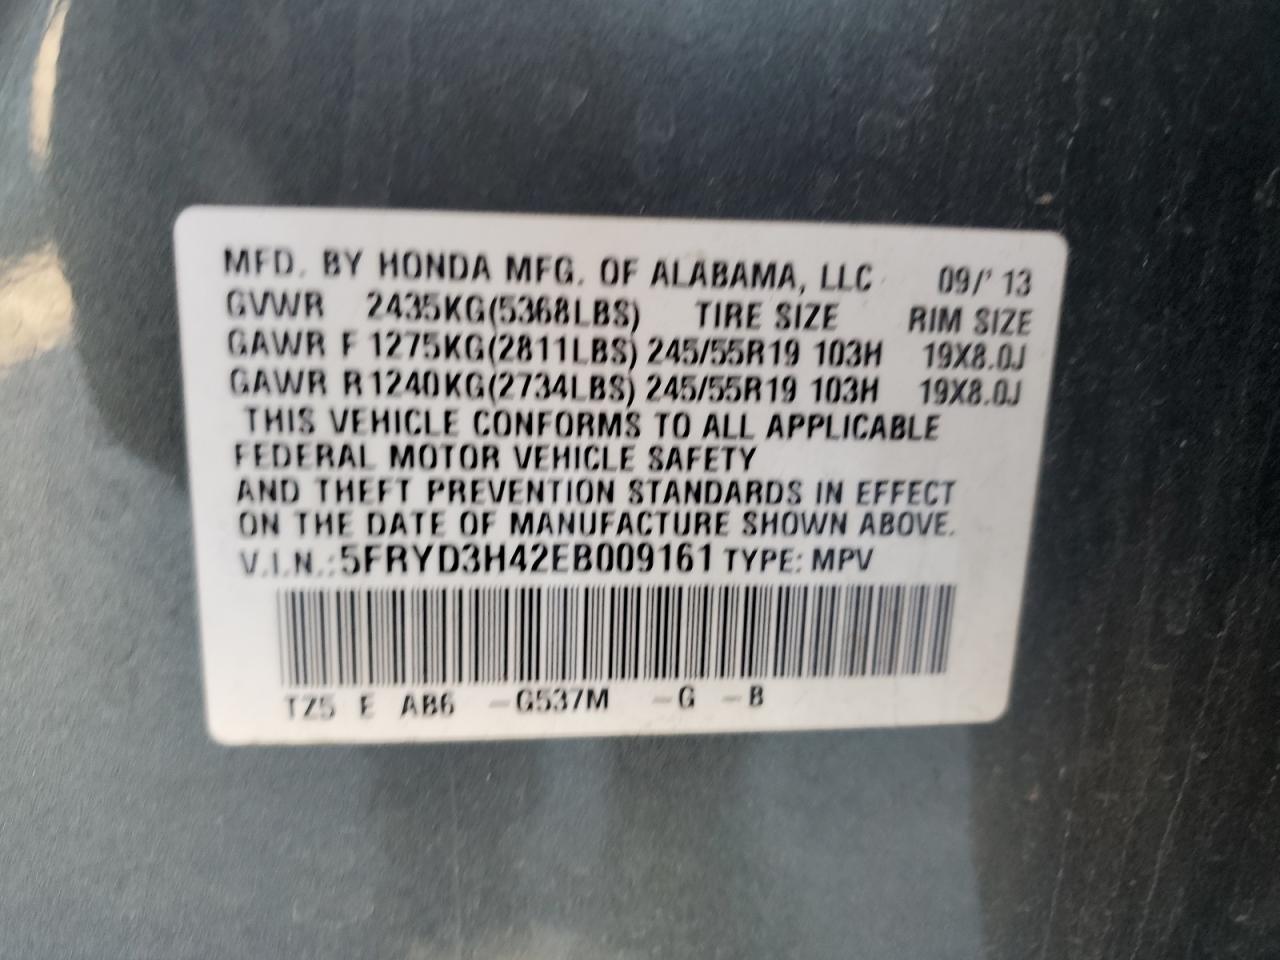 MFD. BY HONDA MFG. OF ALABAMA, LLC 09/' 13
GVWR 2435KG(5368LBS) TIRE SIZE RIM SIZE
GAWR F 1275KG(2811LBS) 245/55R19 103H 19X8.0J
GAWR R 1240KG(2734LBS) 245/55R19 103H 19X8.0J
THIS VEHICLE CONFORMS TO ALL APPLICABLE
FEDERAL MOTOR VEHICLE SAFETY
AND THEFT PREVENTION STANDARDS IN EFFECT
ON THE DATE OF MANUFACTURE SHOWN ABOVE.
V.I.N.:5FRYD3H42EB009161 TYPE: MPV
TZ5 E AB6 -G537M -G -B